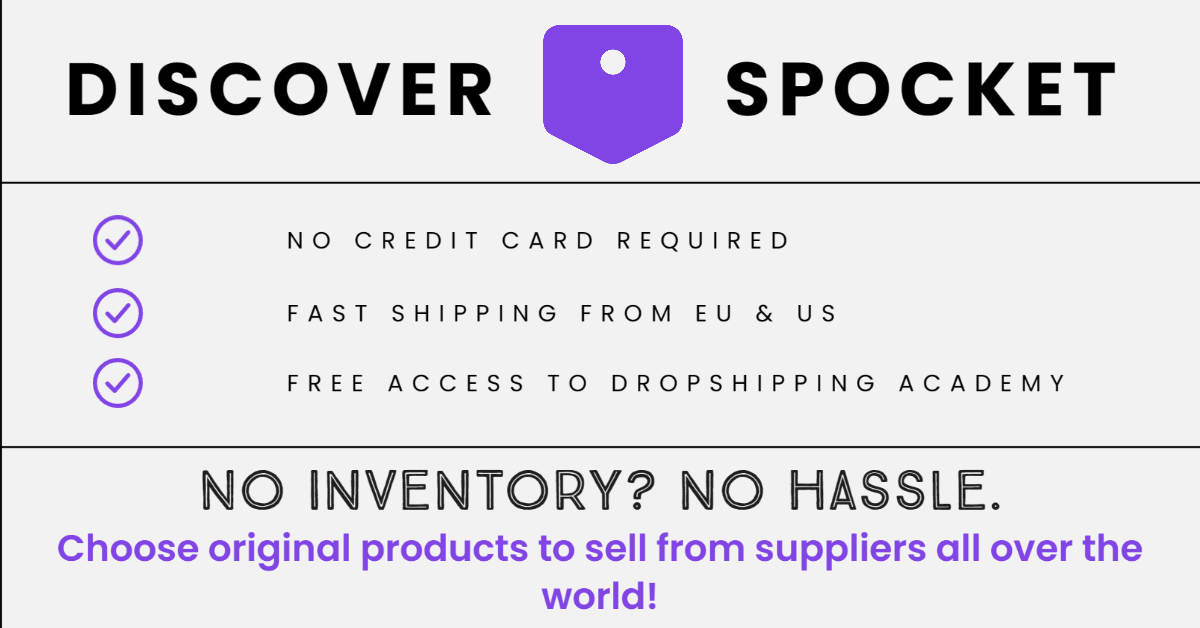 DISCOVER SPOCKET
NO CREDIT CARD REQUIRED
FAST SHIPPING FROM EU & US
FREE ACCESS TO DROPSHIPPING ACADEMY
NO INVENTORY? NO HASSLE.
Choose original products to sell from suppliers all over the
world!